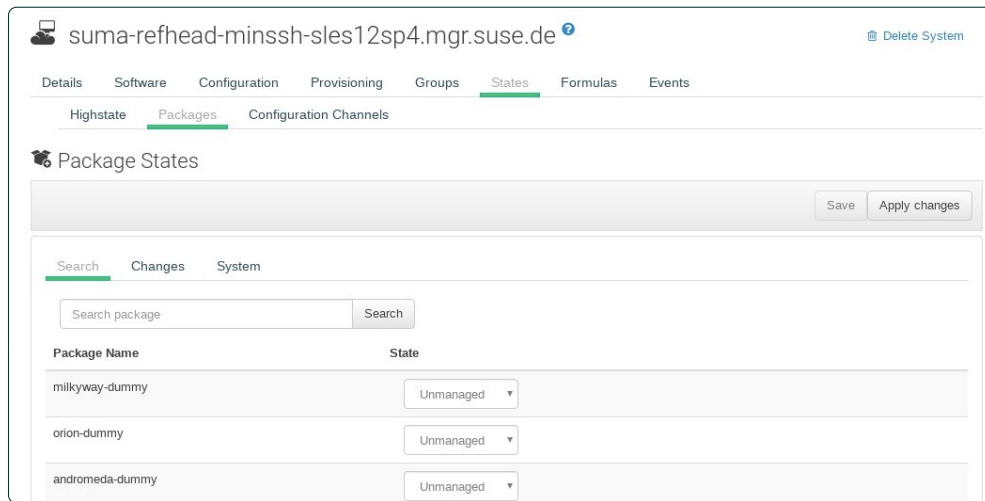 suma-refhead-minssh-sles12sp4.mgr.suse.de ?
Delete System
Details Software Configuration Provisioning Groups States Formulas Events
Highstate Packages Configuration Channels
Package States
Save Apply changes
Search Changes System
Search package Search
Package Name State
milkyway-dummy Unmanaged
orion-dummy Unmanaged
andromeda-dummy Unmanaged